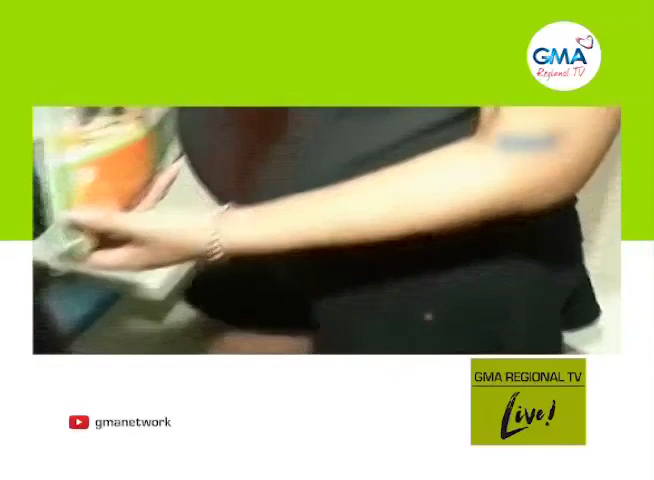 GMA
Regional TV
GMA REGIONAL TV
Live!
gmanetwork